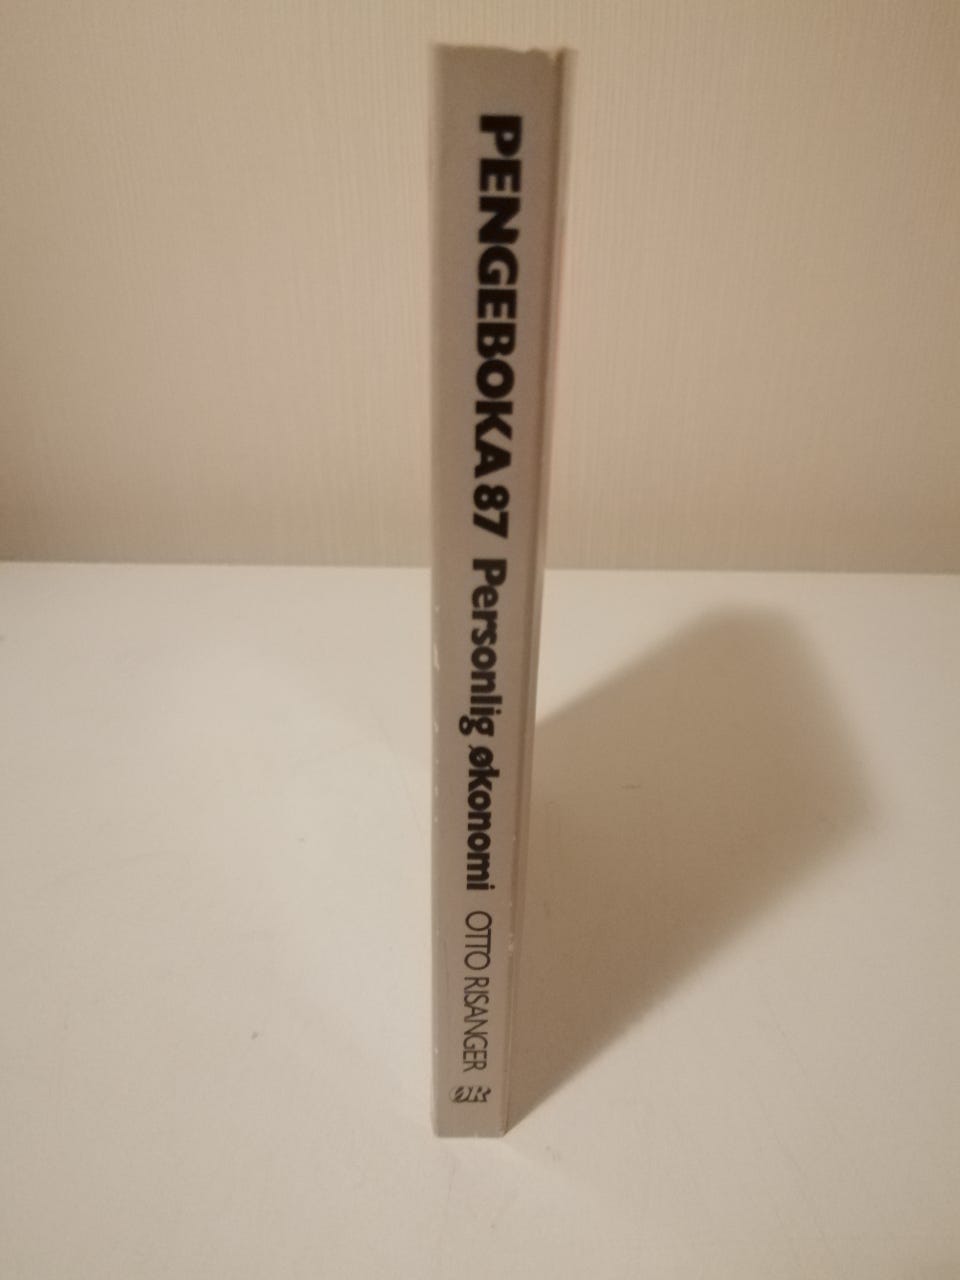 PENGEBOKA 87 Personlig økonomi OTTO RISANGER ØR